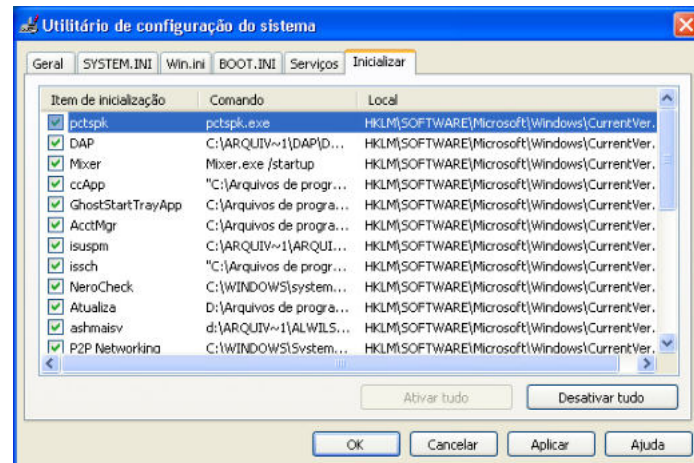 Utilitário de configuração do sistema
Geral SYSTEM.INI Win.ini BOOT.INI Serviços Inicializar
Item de inicialização Comando Local
pctspk pctspk.exe HKLM\SOFTWARE\Microsoft\Windows\CurrentVer.
DAP C:\ARQUIV~1\DAP\D... HKLM\SOFTWARE\Microsoft\Windows\CurrentVer.
Mixer Mixer.exe /startup HKLM\SOFTWARE\Microsoft\Windows\CurrentVer.
ccApp "C:\Arquivos de progr... HKLM\SOFTWARE\Microsoft\Windows\CurrentVer.
GhostStartTrayApp C:\Arquivos de progra... HKLM\SOFTWARE\Microsoft\Windows\CurrentVer.
AcctMgr C:\Arquivos de progra... HKLM\SOFTWARE\Microsoft\Windows\CurrentVer.
isuspm C:\ARQUIV~1\ARQUI... HKLM\SOFTWARE\Microsoft\Windows\CurrentVer.
issch "C:\Arquivos de progr... HKLM\SOFTWARE\Microsoft\Windows\CurrentVer.
NeroCheck C:\WINDOWS\system... HKLM\SOFTWARE\Microsoft\Windows\CurrentVer.
Atualiza D:\Arquivos de progra... HKLM\SOFTWARE\Microsoft\Windows\CurrentVer.
ashmaisv d:\ARQUIV~1\ALWILS... HKLM\SOFTWARE\Microsoft\Windows\CurrentVer.
P2P Networking C:\WINDOWS\System... HKLM\SOFTWARE\Microsoft\Windows\CurrentVer.
Ativar tudo Desativar tudo
OK Cancelar Aplicar Ajuda